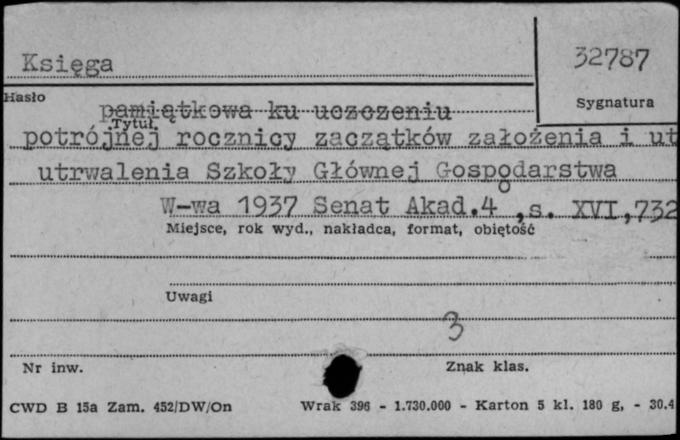 Księga
32787
Hasło
Sygnatura
pamiątkowa ku uczczeniu
Tytuł
potrójnej rocznicy zaczątków założenia i ut
utrwalenia Szkoły Głównej Gospodarstwa
W-wa 1937 Senat Akad.4o,s. XVI,732
Miejsce, rok wyd., nakładca, format, obiętość
Uwagi
3
Nr inw.
Znak klas.
CWD B 15a Zam. 452/DW/On Wrak 396 - 1.730.000 - Karton 5 kl. 180 g, - 30.4